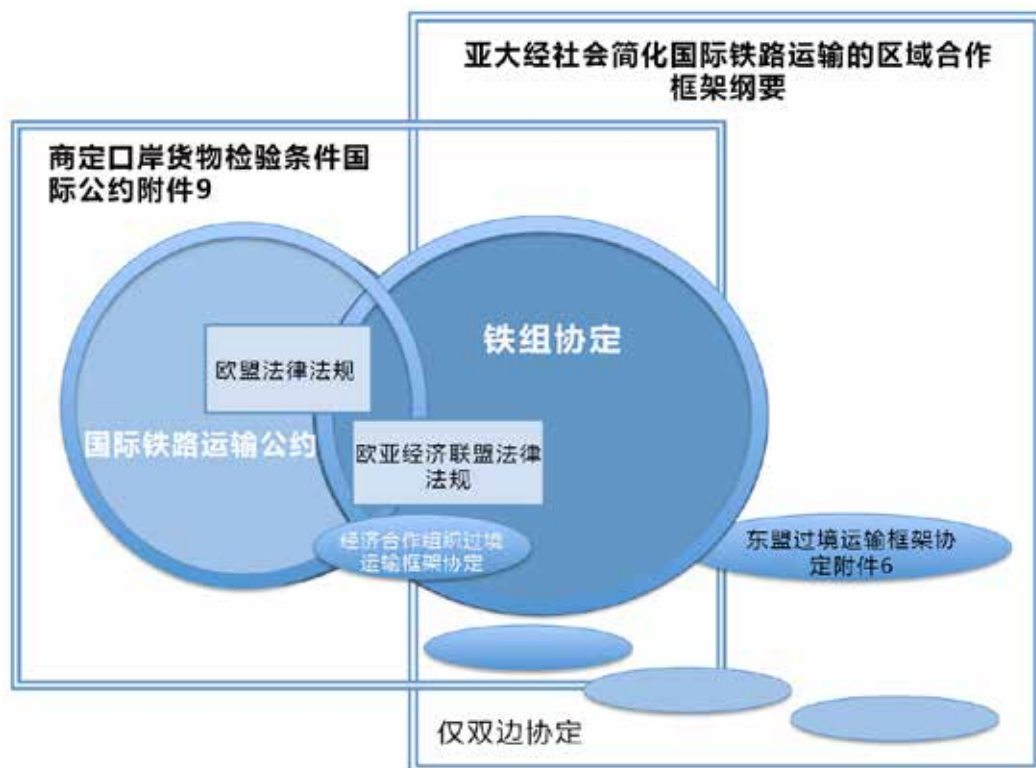 亚大经社会简化国际铁路运输的区域合作
框架纲要
商定口岸货物检验条件国
际公约附件9
铁组协定
欧盟法律法规
国际铁路运输公约
欧亚经济联盟法律
法规
经济合作组织过境
运输框架协定
东盟过境运输框架协
定附件6
仅双边协定